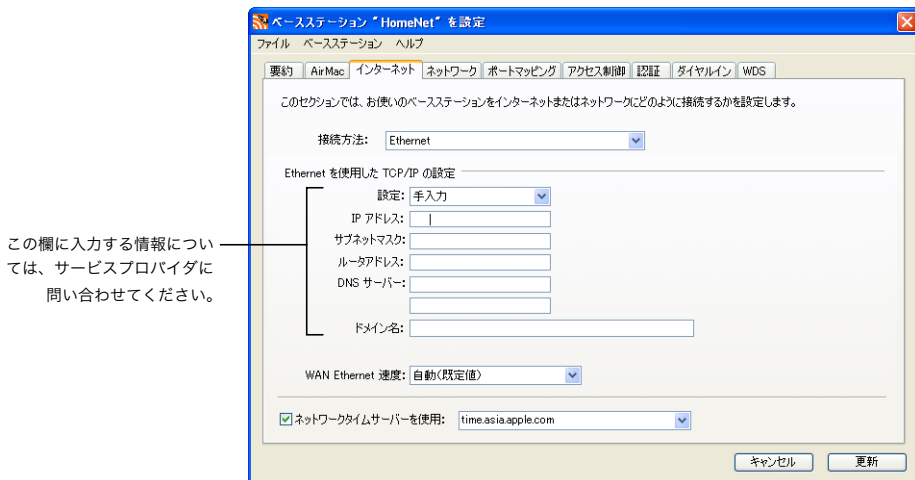 ベースステーション "HomeNet" を設定
ファイル ベースステーション ヘルプ
要約 AirMac インターネット ネットワーク ポートマッピング アクセス制御 認証 ダイヤルイン WDS
このセクションでは、お使いのベースステーションをインターネットまたはネットワークにどのように接続するかを設定します。
接続方法: Ethernet
Ethernet を使用した TCP/IP の設定
設定: 手入力
IP アドレス:
サブネットマスク:
ルータアドレス:
DNS サーバー:
ドメイン名:
この欄に入力する情報につい
ては、サービスプロバイダに
問い合わせてください。
WAN Ethernet 速度: 自動(既定値)
ネットワークタイムサーバーを使用: time.asia.apple.com
キャンセル 更新